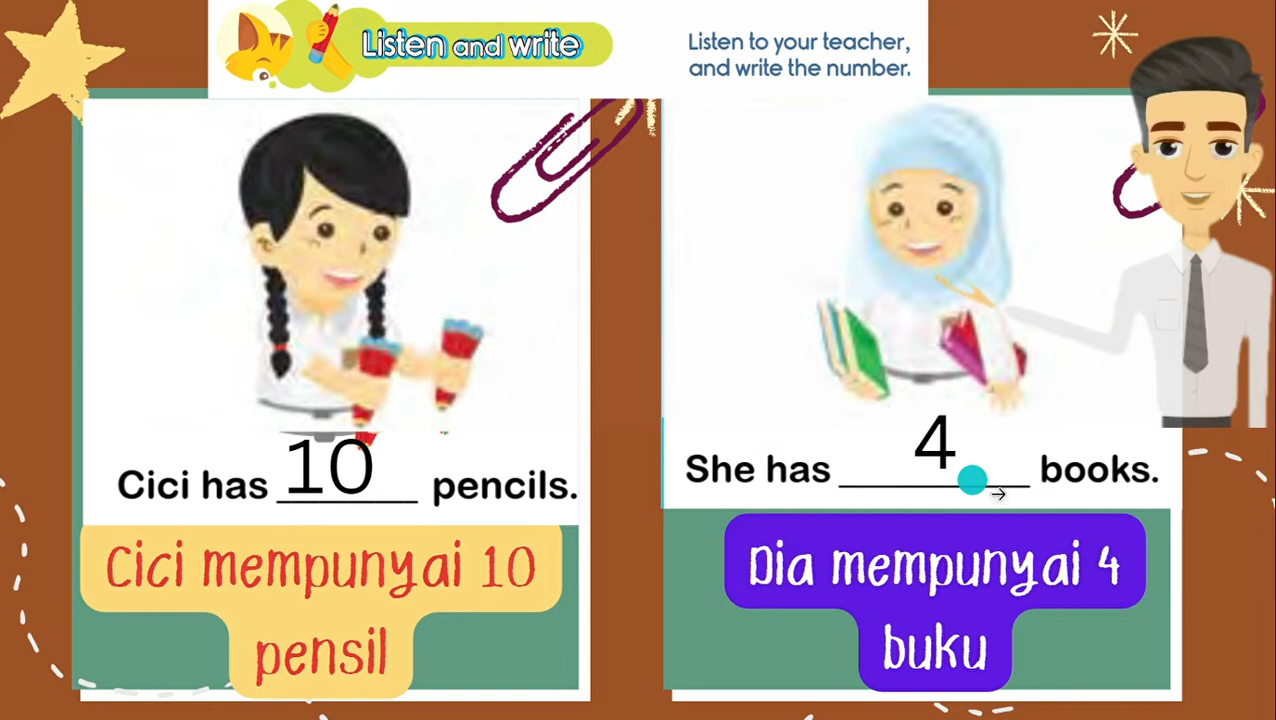 Listen and write
Listen to your teacher,
and write the number.
Cici has 10 pencils.
Cici mempunyai 10
pensil
She has 4 books.
Dia mempunyai 4
buku